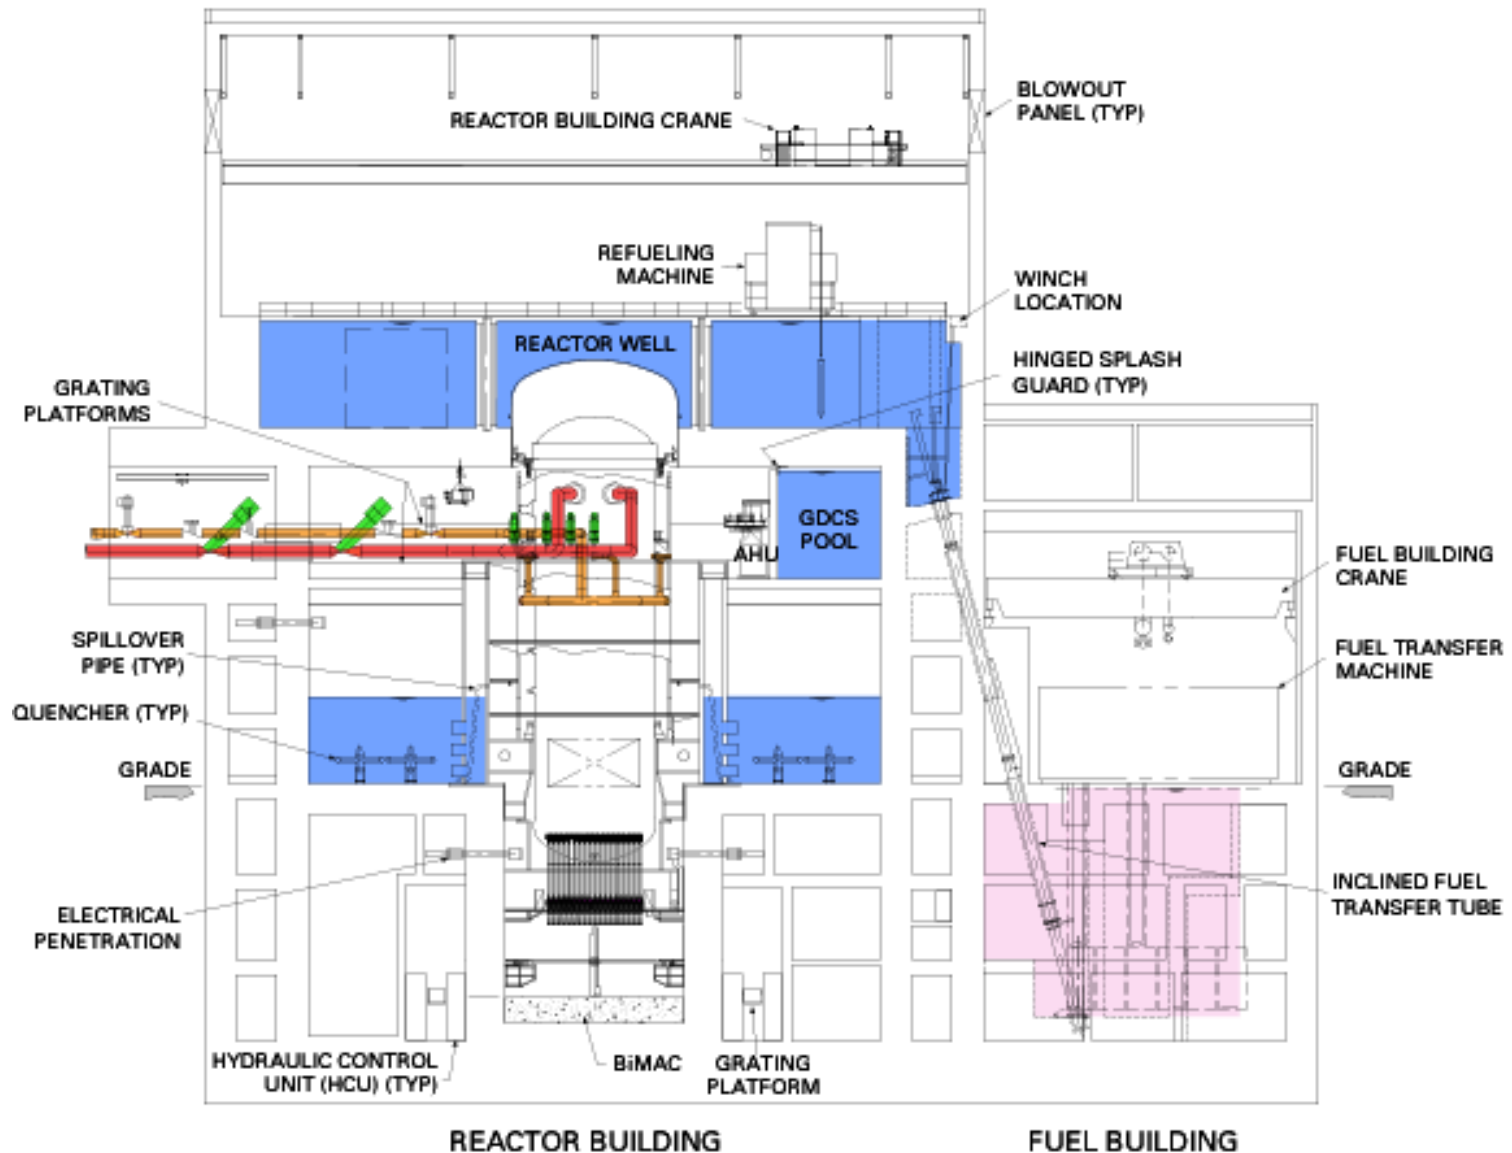 BLOWOUT
PANEL (TYP)
REACTOR BUILDING CRANE
REFUELING
MACHINE
WINCH
LOCATION
REACTOR WELL
HINGED SPLASH
GUARD (TYP)
GRATING
PLATFORMS
GDCS
POOL
AHU
FUEL BUILDING
CRANE
SPILLOVER
PIPE (TYP)
FUEL TRANSFER
MACHINE
QUENCHER (TYP)
GRADE
GRADE
INCLINED FUEL
TRANSFER TUBE
ELECTRICAL
PENETRATION
HYDRAULIC CONTROL
UNIT (HCU) (TYP)
BiMAC
GRATING
PLATFORM
REACTOR BUILDING
FUEL BUILDING